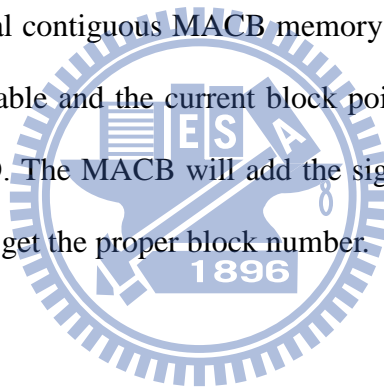 al contiguous MACB memory
able and the current block poi
. The MACB will add the sig
get the proper block number.
E S A
1896